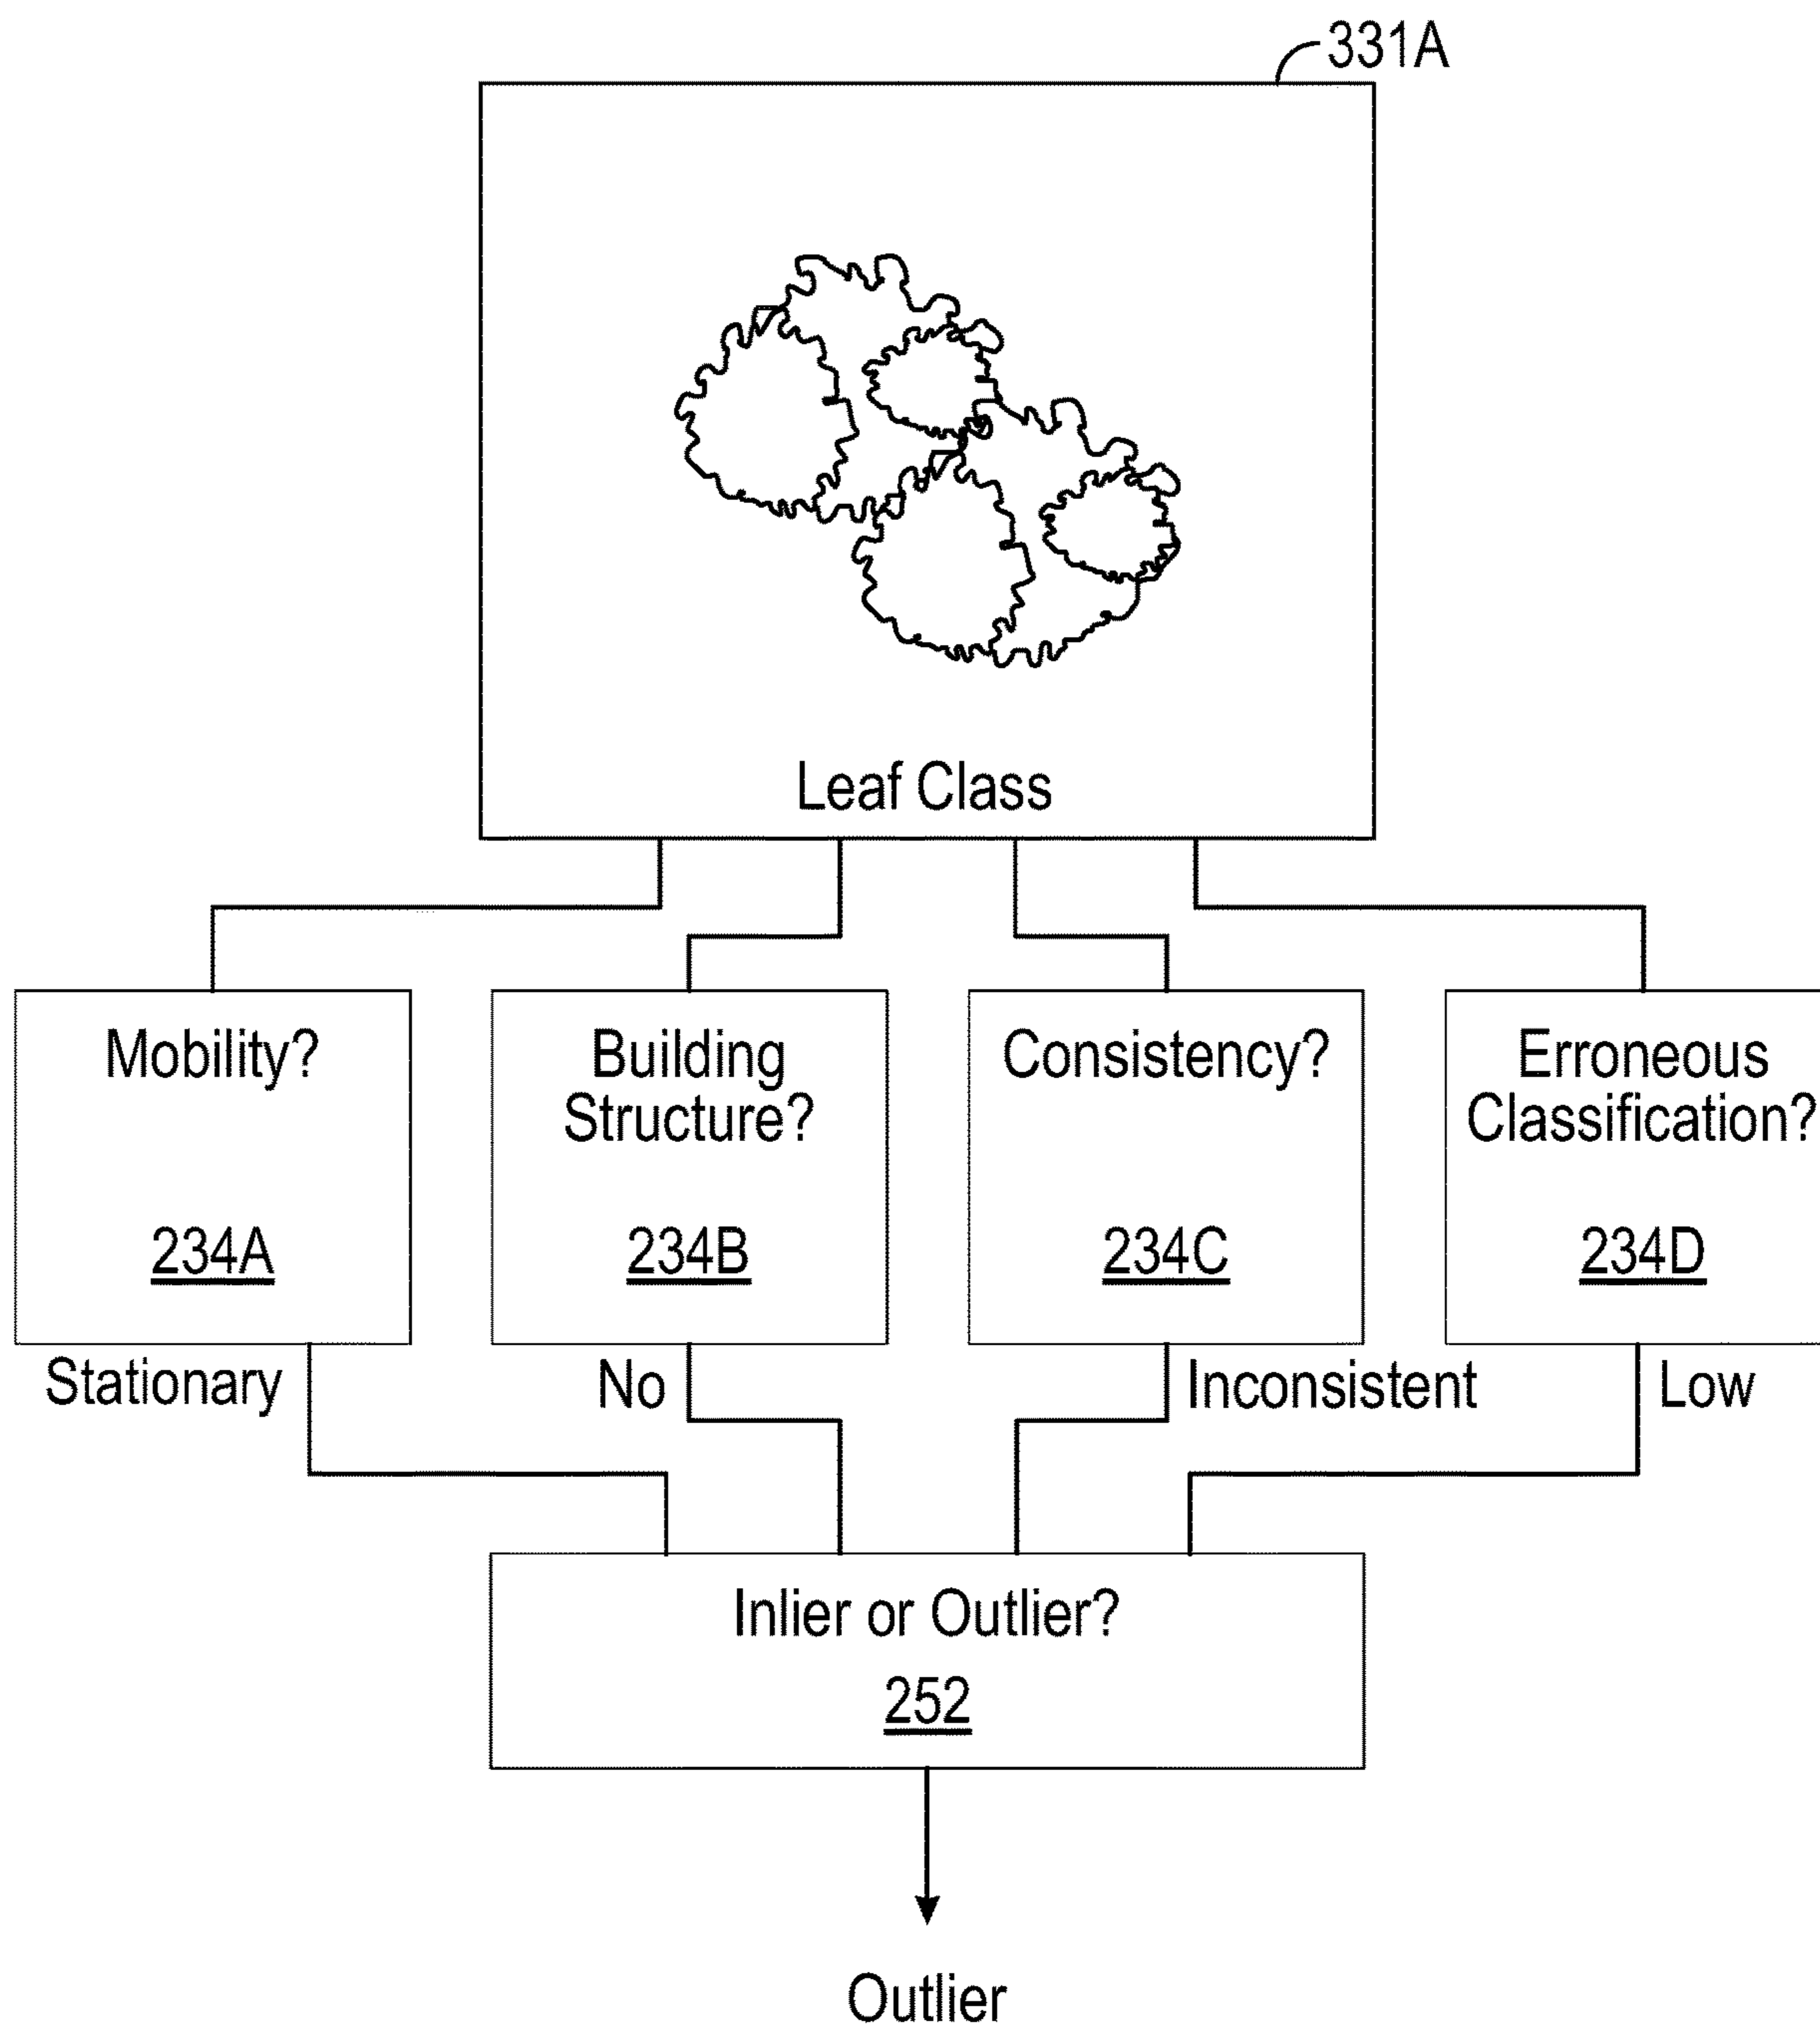 331A
Leaf Class
Mobility?
234A
Building
Structure?
234B
Consistency?
234C
Erroneous
Classification?
234D
Stationary
No
Inconsistent
Low
Inlier or Outlier?
252
Outlier